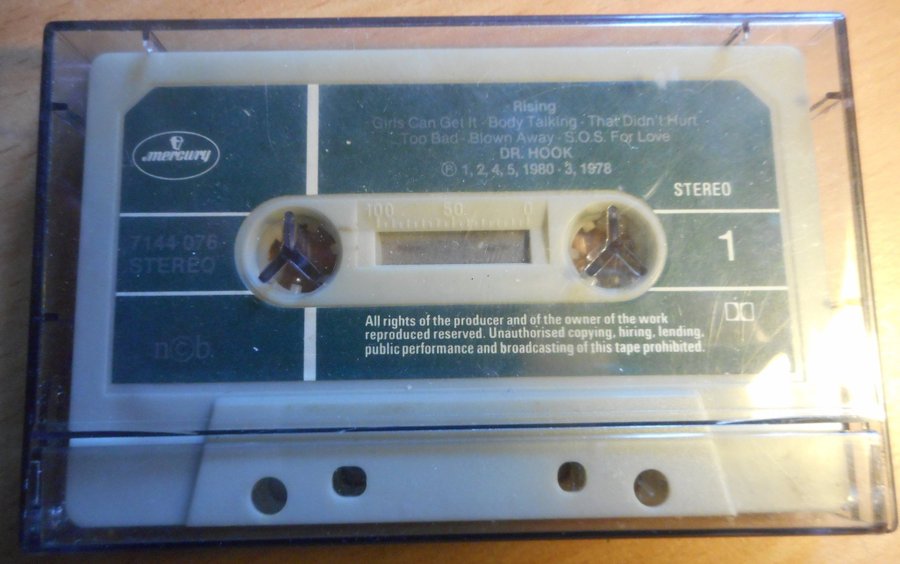 Rising
Girls Can Get It · Body Talking · That Didn't Hurt
Too Bad · Blown Away · S.O.S. For Love
DR. HOOK
℗ 1, 2, 4, 5, 1980 · 3, 1978
mercury
STEREO
100 50 0
7144 076
STEREO
1
All rights of the producer and of the owner of the work
reproduced reserved. Unauthorised copying, hiring, lending,
public performance and broadcasting of this tape prohibited.
n©b